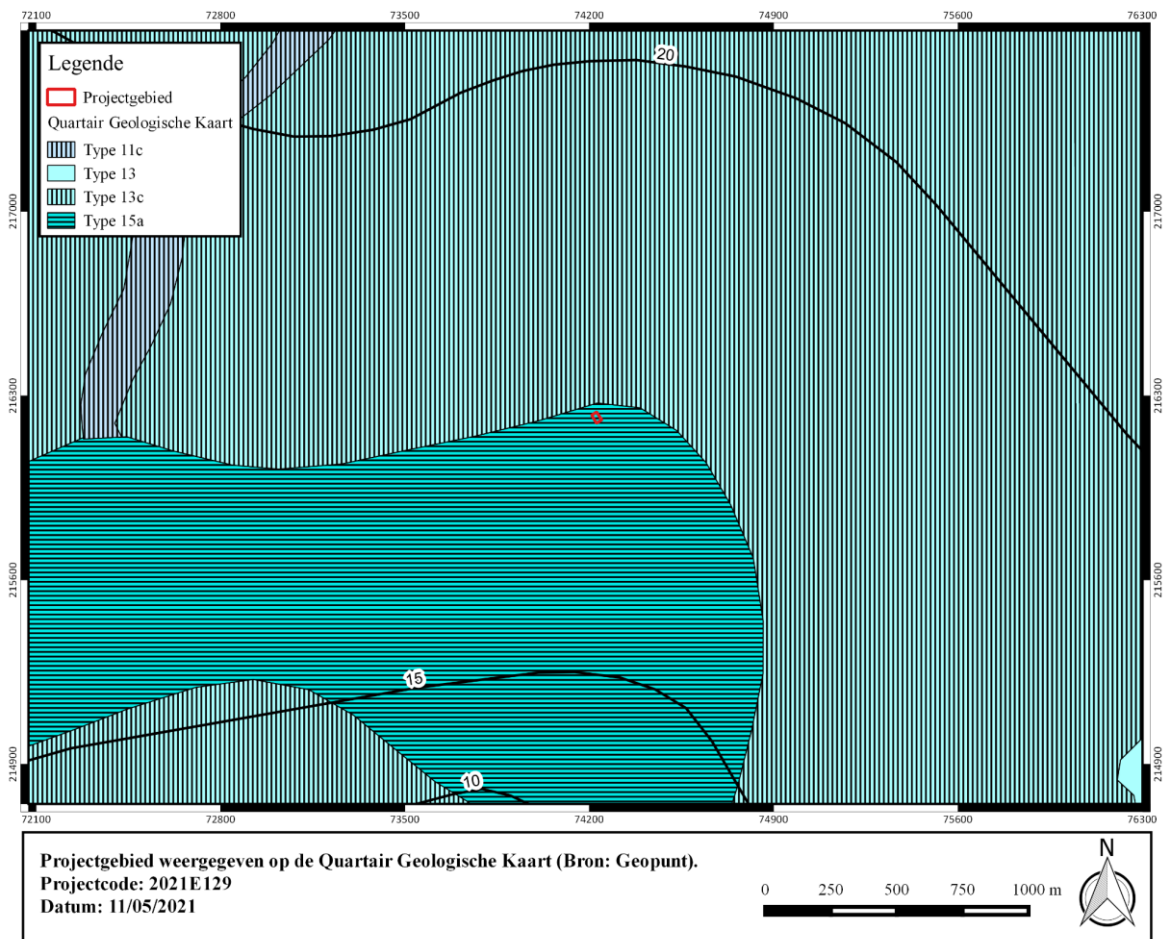 72100 72800 73500 74200 74900 75600 76300
20
Legende
Projectgebied
Quartair Geologische Kaart
Type 11c
Type 13
Type 13c
Type 15a
217000 217000
216300 216300
215600 215600
15
214900 214900
10
72100 72800 73500 74200 74900 75600 76300
Projectgebied weergegeven op de Quartair Geologische Kaart (Bron: Geopunt).
Projectcode: 2021E129
Datum: 11/05/2021
0 250 500 750 1000 m
N